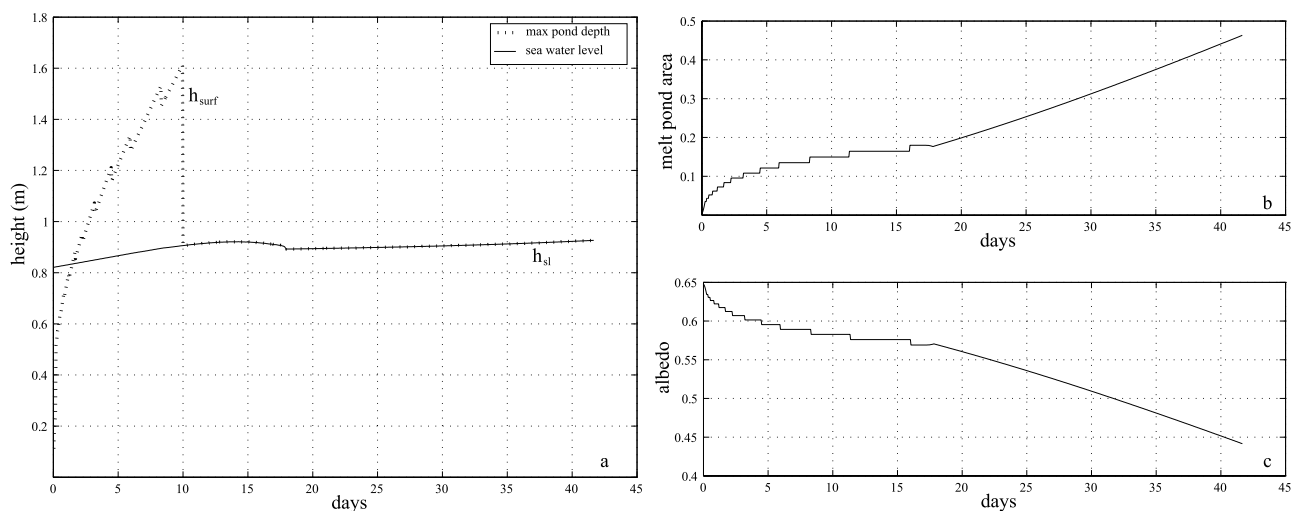 1.8
1.6
1.4
1.2
1
0.8
0.6
0.4
0.2
0 5 10 15 20 25 30 35 40 45
height (m)
days
max pond depth
sea water level
hsurf
hsl
a
0.5
0.4
0.3
0.2
0.1
0 5 10 15 20 25 30 35 40 45
melt pond area
days
b
0.65
0.6
0.55
0.5
0.45
0.4
0 5 10 15 20 25 30 35 40 45
albedo
days
c